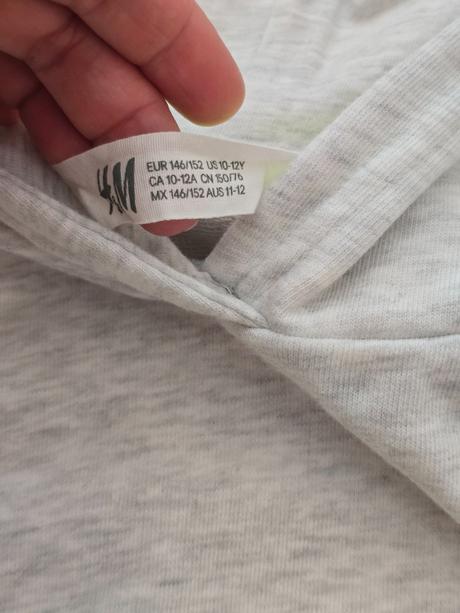 H&M
EUR 146/152 US 10-12Y
CA 10-12A CN 150/76
MX 146/152 AUS 11-12